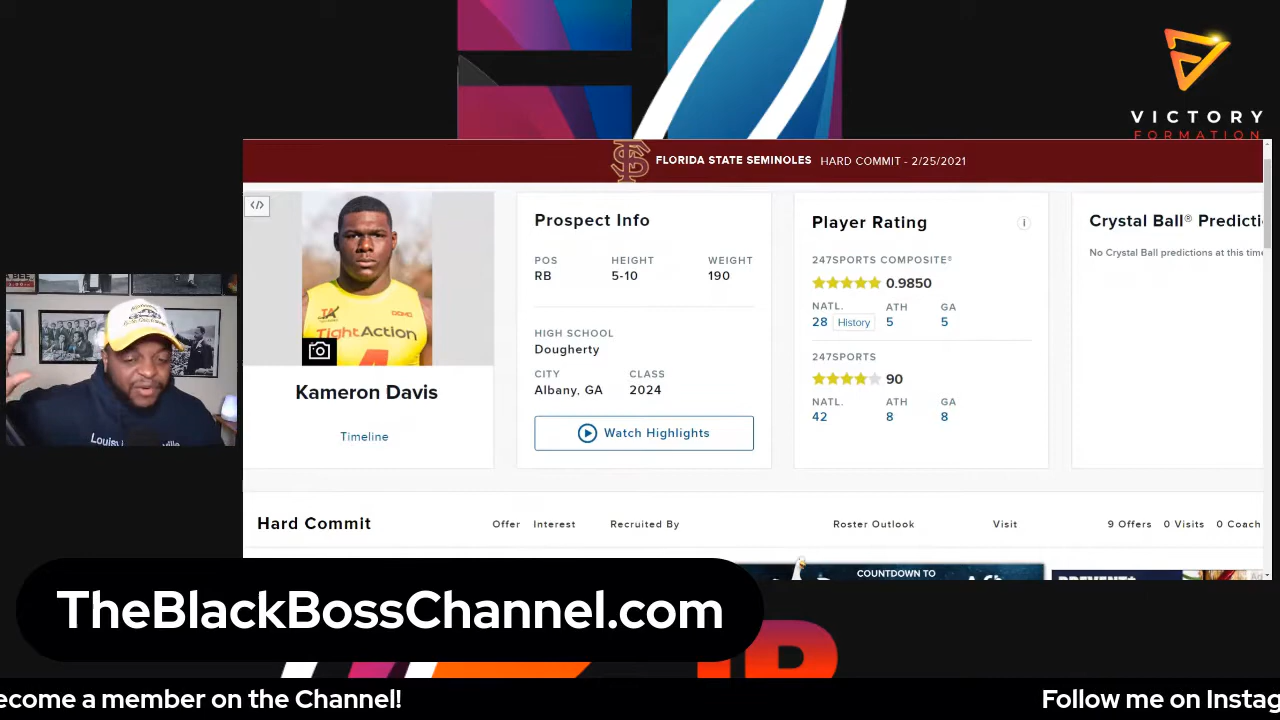 VICTORY
FORMATION
FLORIDA STATE SEMINOLES HARD COMMIT - 2/25/2021
</>
TightAction
Kameron Davis
Timeline
Prospect Info
POS HEIGHT WEIGHT
RB 5-10 190
HIGH SCHOOL
Dougherty
CITY CLASS
Albany, GA 2024
Watch Highlights
Player Rating
i
247SPORTS COMPOSITE®
0.9850
NATL. ATH GA
28 History 5 5
247SPORTS
90
NATL. ATH GA
42 8 8
Crystal Ball® Predicti
No Crystal Ball predictions at this time
Hard Commit Offer Interest Recruited By Roster Outlook Visit 9 Offers 0 Visits 0 Coach
COUNTDOWN TO
TheBlackBossChannel.com
ecome a member on the Channel! Follow me on Instag